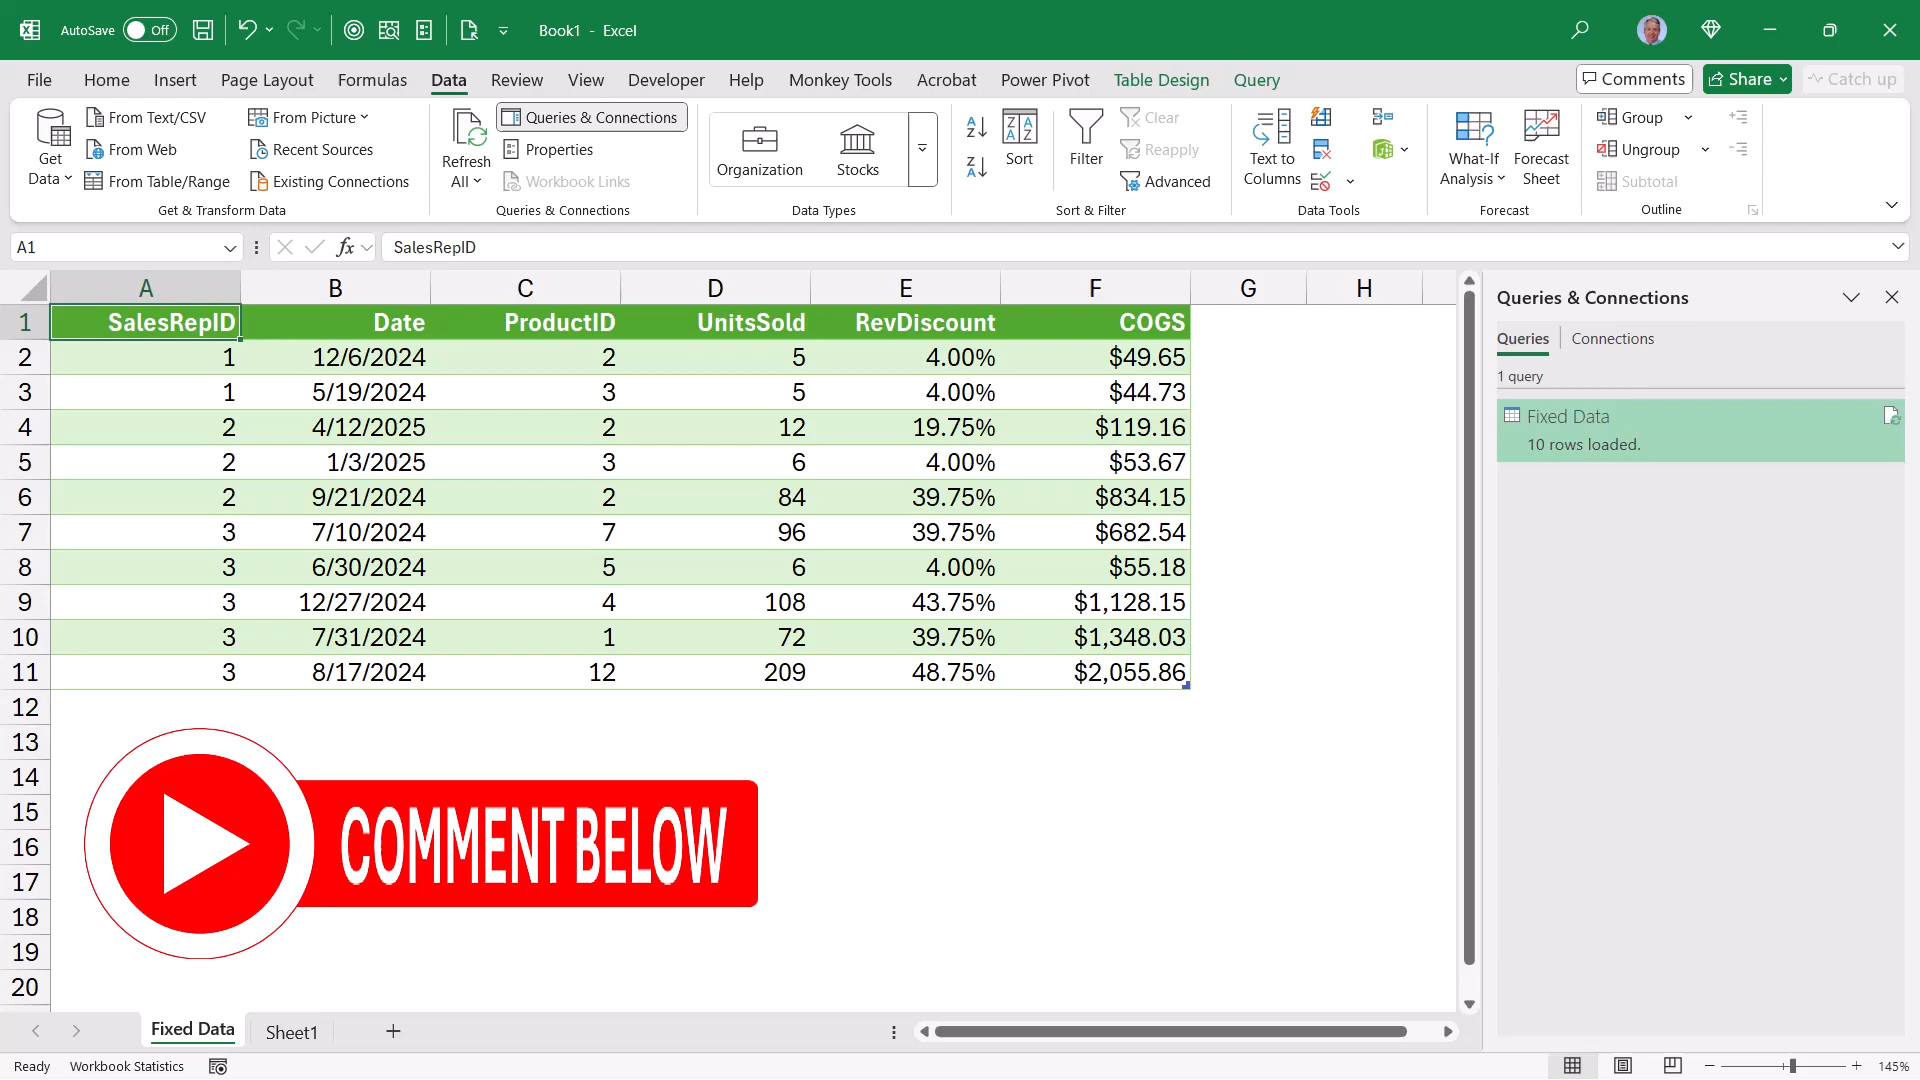 AutoSave Off Book1 - Excel
File Home Insert Page Layout Formulas Data Review View Developer Help Monkey Tools Acrobat Power Pivot Table Design Query Comments Share Catch up
Get Data
From Text/CSV
From Web
From Table/Range
From Picture
Recent Sources
Existing Connections
Get & Transform Data
Refresh All
Queries & Connections
Properties
Workbook Links
Queries & Connections
Organization
Stocks
Data Types
Sort
Filter
Clear
Reapply
Advanced
Sort & Filter
Text to Columns
Data Tools
What-If Analysis
Forecast Sheet
Forecast
Group
Ungroup
Subtotal
Outline
A1 fx SalesRepID
A B C D E F G H
1 SalesRepID Date ProductID UnitsSold RevDiscount COGS
2 1 12/6/2024 2 5 4.00% $49.65
3 1 5/19/2024 3 5 4.00% $44.73
4 2 4/12/2025 2 12 19.75% $119.16
5 2 1/3/2025 3 6 4.00% $53.67
6 2 9/21/2024 2 84 39.75% $834.15
7 3 7/10/2024 7 96 39.75% $682.54
8 3 6/30/2024 5 6 4.00% $55.18
9 3 12/27/2024 4 108 43.75% $1,128.15
10 3 7/31/2024 1 72 39.75% $1,348.03
11 3 8/17/2024 12 209 48.75% $2,055.86
12
13
14
15
16
17
18
19
20
COMMENT BELOW
Queries & Connections
Queries Connections
1 query
Fixed Data
10 rows loaded.
Fixed Data Sheet1
Ready Workbook Statistics 145%